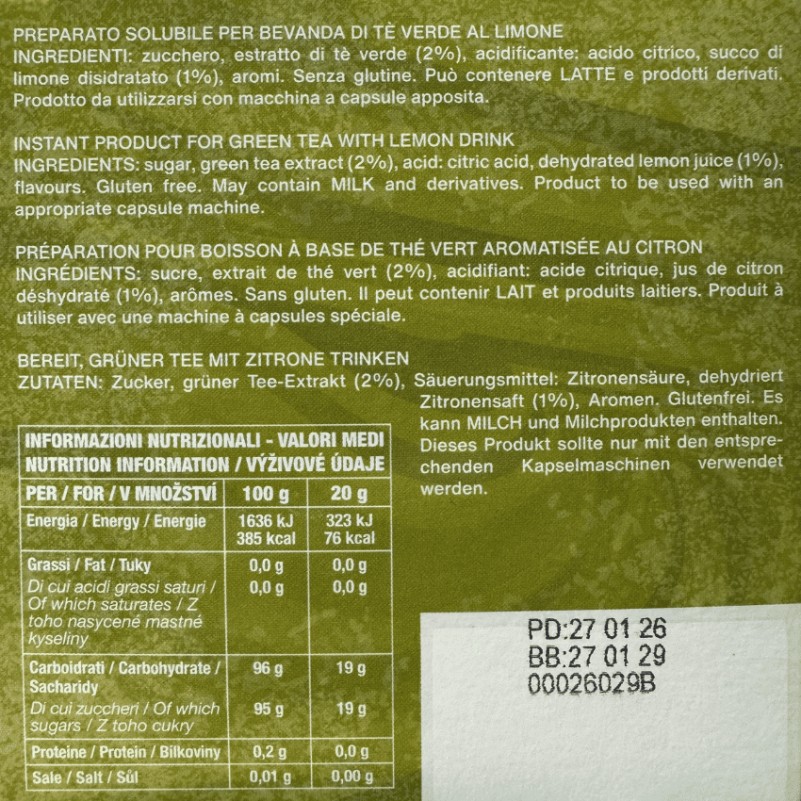 PREPARATO SOLUBILE PER BEVANDA DI TÈ VERDE AL LIMONE
INGREDIENTI: zucchero, estratto di tè verde (2%), acidificante: acido citrico, succo di
limone disidratato (1%), aromi. Senza glutine. Può contenere LATTE e prodotti derivati.
Prodotto da utilizzarsi con macchina a capsule apposita.
INSTANT PRODUCT FOR GREEN TEA WITH LEMON DRINK
INGREDIENTS: sugar, green tea extract (2%), acid: citric acid, dehydrated lemon juice (1%),
flavours. Gluten free. May contain MILK and derivatives. Product to be used with an
appropriate capsule machine.
PRÉPARATION POUR BOISSON À BASE DE THÉ VERT AROMATISÉE AU CITRON
INGRÉDIENTS: sucre, extrait de thé vert (2%), acidifiant: acide citrique, jus de citron
déshydraté (1%), arômes. Sans gluten. Il peut contenir LAIT et produits laitiers. Produit à
utiliser avec une machine à capsules spéciale.
BEREIT, GRÜNER TEE MIT ZITRONE TRINKEN
ZUTATEN: Zucker, grüner Tee-Extrakt (2%), Säuerungsmittel: Zitronensäure, dehydriert
Zitronensaft (1%), Aromen. Glutenfrei. Es
kann MILCH und Milchprodukten enthalten.
Dieses Produkt sollte nur mit den entspre-
chenden Kapselmaschinen verwendet
werden.
INFORMAZIONI NUTRIZIONALI - VALORI MEDI
NUTRITION INFORMATION / VÝŽIVOVÉ ÚDAJE
PER / FOR / V MNOŽSTVÍ 100 g 20 g
Energia / Energy / Energie 1636 kJ 323 kJ
385 kcal 76 kcal
Grassi / Fat / Tuky 0,0 g 0,0 g
Di cui acidi grassi saturi / 0,0 g 0,0 g
Of which saturates / Z
toho nasycené mastné
kyseliny
Carboidrati / Carbohydrate / 96 g 19 g
Sacharidy
Di cui zuccheri / Of which 95 g 19 g
sugars / Z toho cukry
Proteine / Protein / Bílkoviny 0,2 g 0,0 g
Sale / Salt / Sůl 0,01 g 0,00 g
PD:27 01 26
BB:27 01 29
00026029B